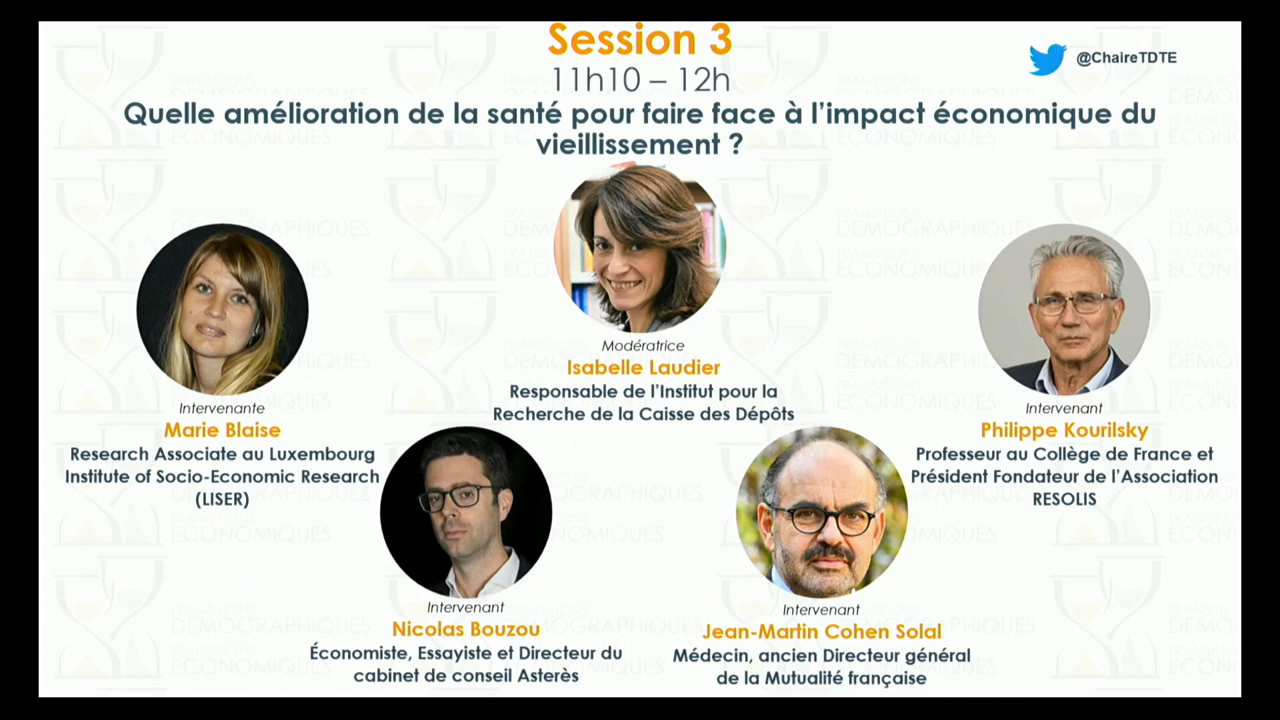 Session 3
11h10 – 12h
@ChaireTDTE
Quelle amélioration de la santé pour faire face à l'impact économique du
vieillissement ?
Modératrice
Isabelle Laudier
Responsable de l'Institut pour la
Recherche de la Caisse des Dépôts
Intervenante
Marie Blaise
Research Associate au Luxembourg
Institute of Socio-Economic Research
(LISER)
Intervenant
Philippe Kourilsky
Professeur au Collège de France et
Président Fondateur de l'Association
RESOLIS
Intervenant
Nicolas Bouzou
Économiste, Essayiste et Directeur du
cabinet de conseil Asterès
Intervenant
Jean-Martin Cohen Solal
Médecin, ancien Directeur général
de la Mutualité française
TRANSITIONS
DEMOGRAPHIQUES
ECONOMIQUES